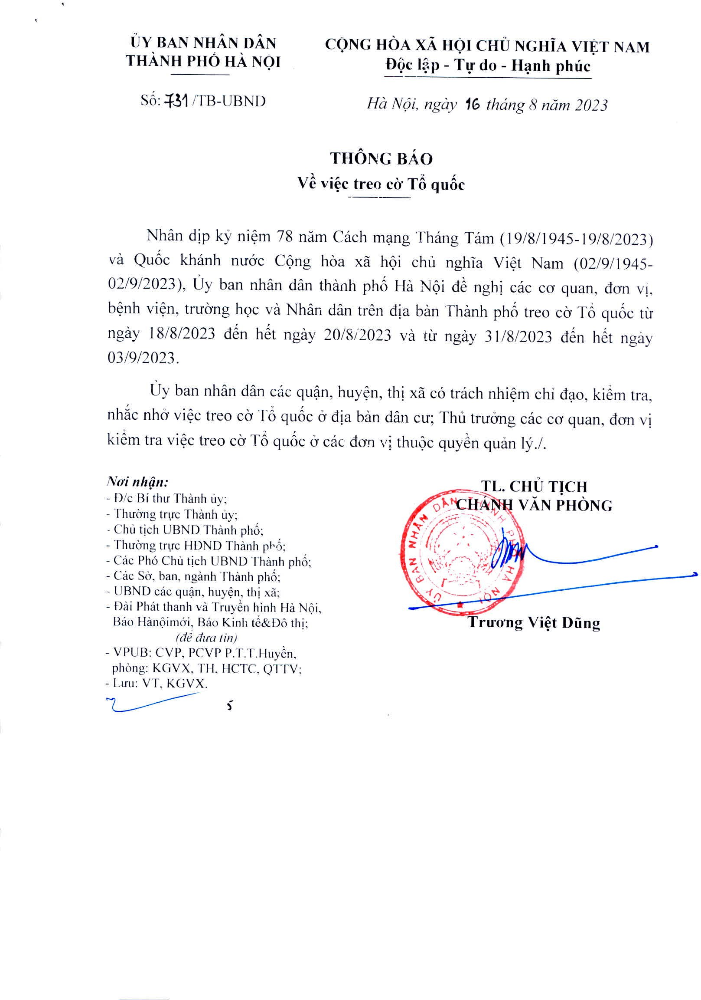 ỦY BAN NHÂN DÂN
THÀNH PHỐ HÀ NỘI
CỘNG HÒA XÃ HỘI CHỦ NGHĨA VIỆT NAM
Độc lập - Tự do - Hạnh phúc
Số: 731 /TB-UBND
Hà Nội, ngày 16 tháng 8 năm 2023
THÔNG BÁO
Về việc treo cờ Tổ quốc
Nhân dịp kỷ niệm 78 năm Cách mạng Tháng Tám (19/8/1945-19/8/2023)
và Quốc khánh nước Cộng hòa xã hội chủ nghĩa Việt Nam (02/9/1945-
02/9/2023), Ủy ban nhân dân thành phố Hà Nội đề nghị các cơ quan, đơn vị,
bệnh viện, trường học và Nhân dân trên địa bàn Thành phố treo cờ Tổ quốc từ
ngày 18/8/2023 đến hết ngày 20/8/2023 và từ ngày 31/8/2023 đến hết ngày
03/9/2023.
Ủy ban nhân dân các quận, huyện, thị xã có trách nhiệm chỉ đạo, kiểm tra,
nhắc nhở việc treo cờ Tổ quốc ở địa bàn dân cư; Thủ trưởng các cơ quan, đơn vị
kiểm tra việc treo cờ Tổ quốc ở các đơn vị thuộc quyền quản lý./.
Nơi nhận:
- Đ/c Bí thư Thành ủy;
- Thường trực Thành ủy;
- Chủ tịch UBND Thành phố;
- Thường trực HĐND Thành phố;
- Các Phó Chủ tịch UBND Thành phố;
- Các Sở, ban, ngành Thành phố;
- UBND các quận, huyện, thị xã;
- Đài Phát thanh và Truyền hình Hà Nội,
Báo Hànộimới, Báo Kinh tế&Đô thị;
(để đưa tin)
- VPUB: CVP, PCVP P.T.T.Huyền,
phòng: KGVX, TH, HCTC, QTTV;
- Lưu: VT, KGVX.
5
TL. CHỦ TỊCH
CHÁNH VĂN PHÒNG
ỦY BAN NHÂN DÂN THÀNH PHỐ HÀ NỘI
Trương Việt Dũng